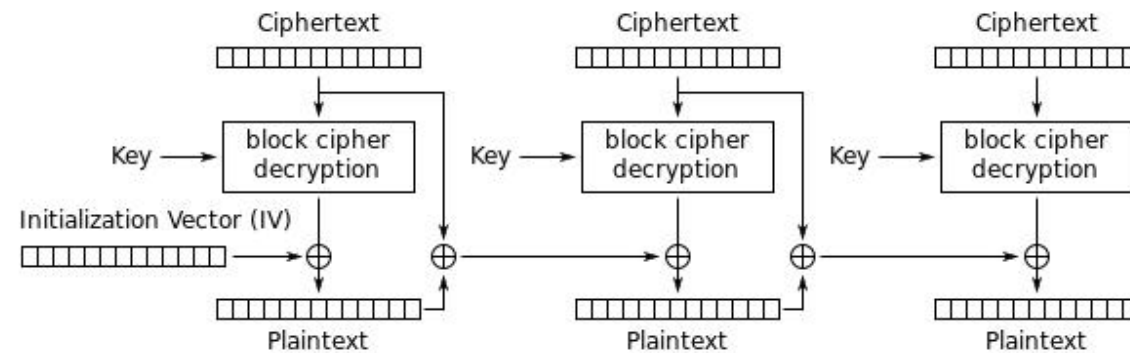 Ciphertext Ciphertext Ciphertext
Key block cipher decryption Key block cipher decryption Key block cipher decryption
Initialization Vector (IV)
Plaintext Plaintext Plaintext